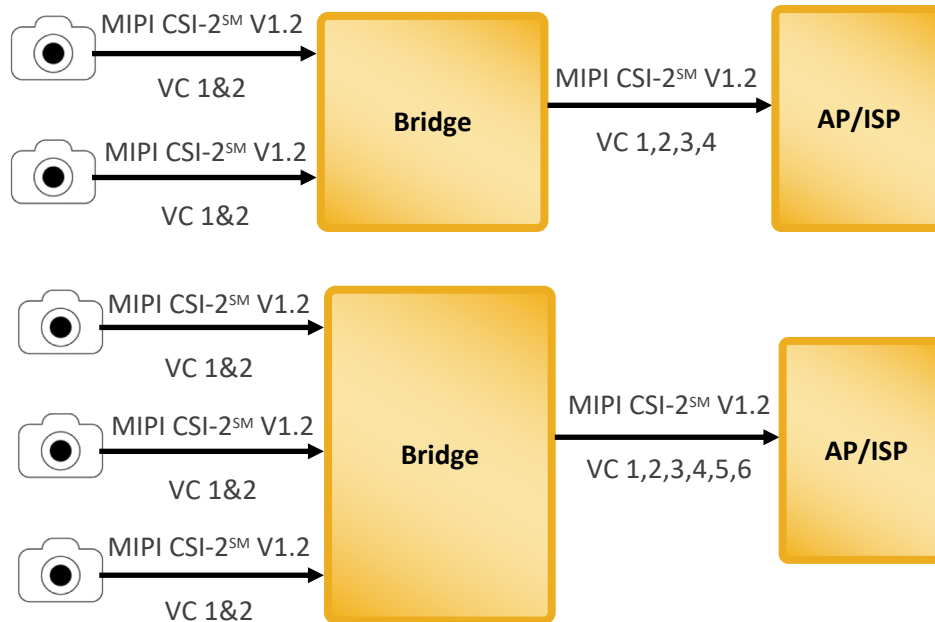 MIPI CSI-2℠ V1.2
VC 1&2
MIPI CSI-2℠ V1.2
VC 1&2
Bridge
MIPI CSI-2℠ V1.2
VC 1,2,3,4
AP/ISP
MIPI CSI-2℠ V1.2
VC 1&2
MIPI CSI-2℠ V1.2
VC 1&2
MIPI CSI-2℠ V1.2
VC 1&2
Bridge
MIPI CSI-2℠ V1.2
VC 1,2,3,4,5,6
AP/ISP